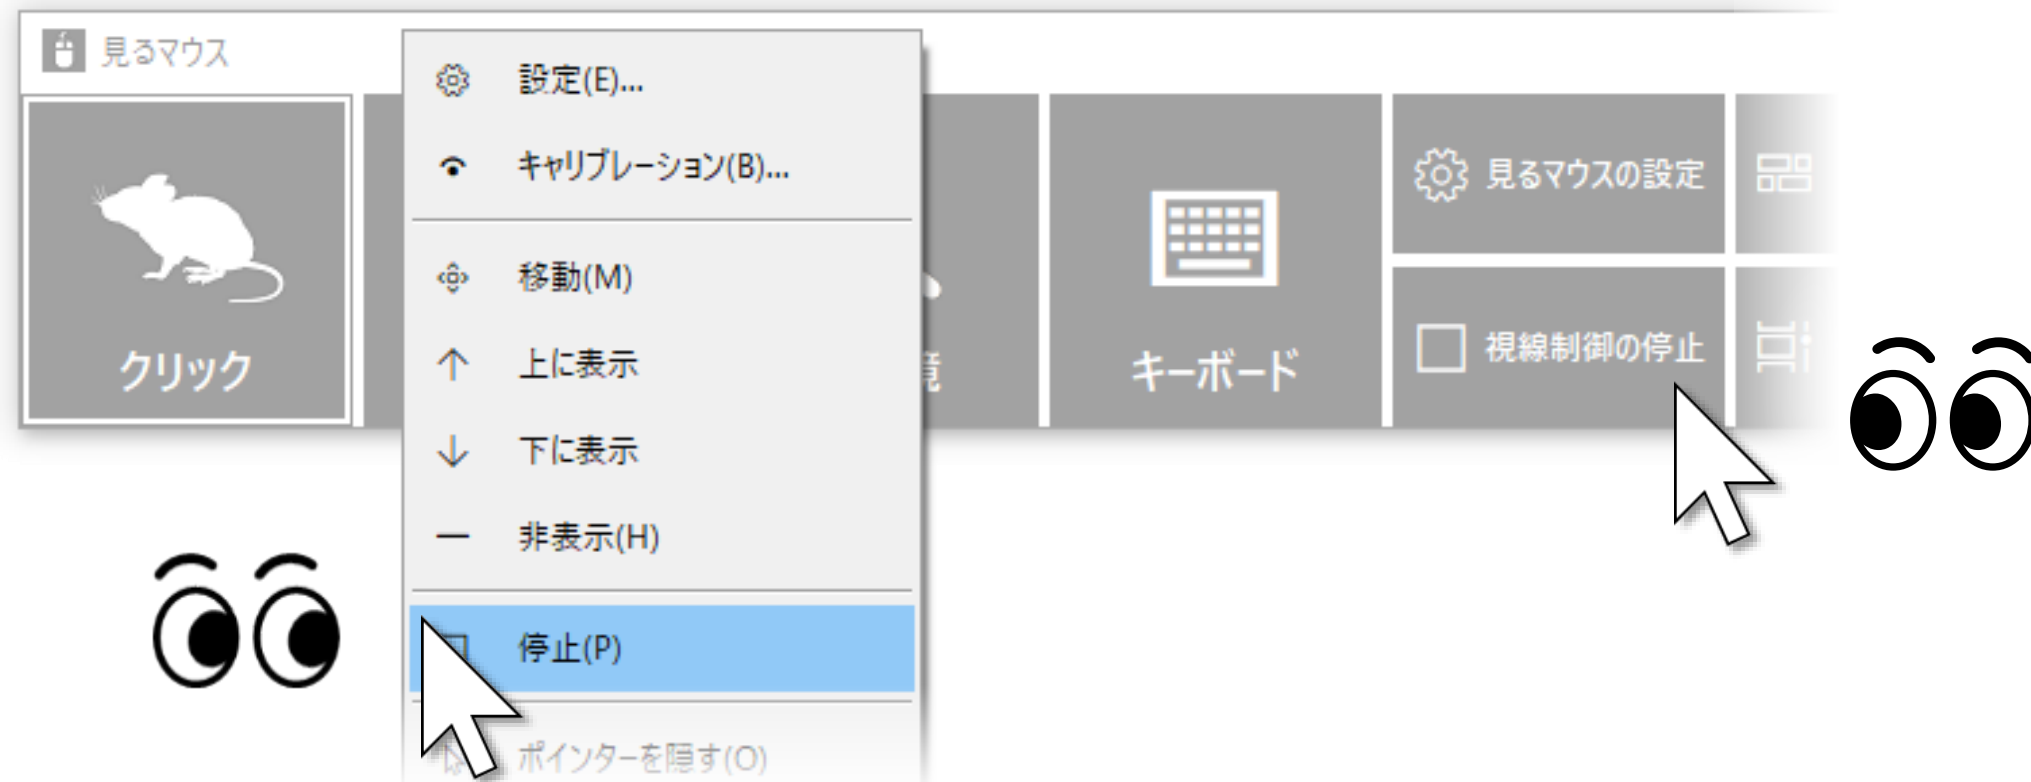 見るマウス
設定(E)...
キャリブレーション(B)...
移動(M)
上に表示
下に表示
非表示(H)
停止(P)
ポインターを隠す(O)
クリック
キーボード
見るマウスの設定
視線制御の停止